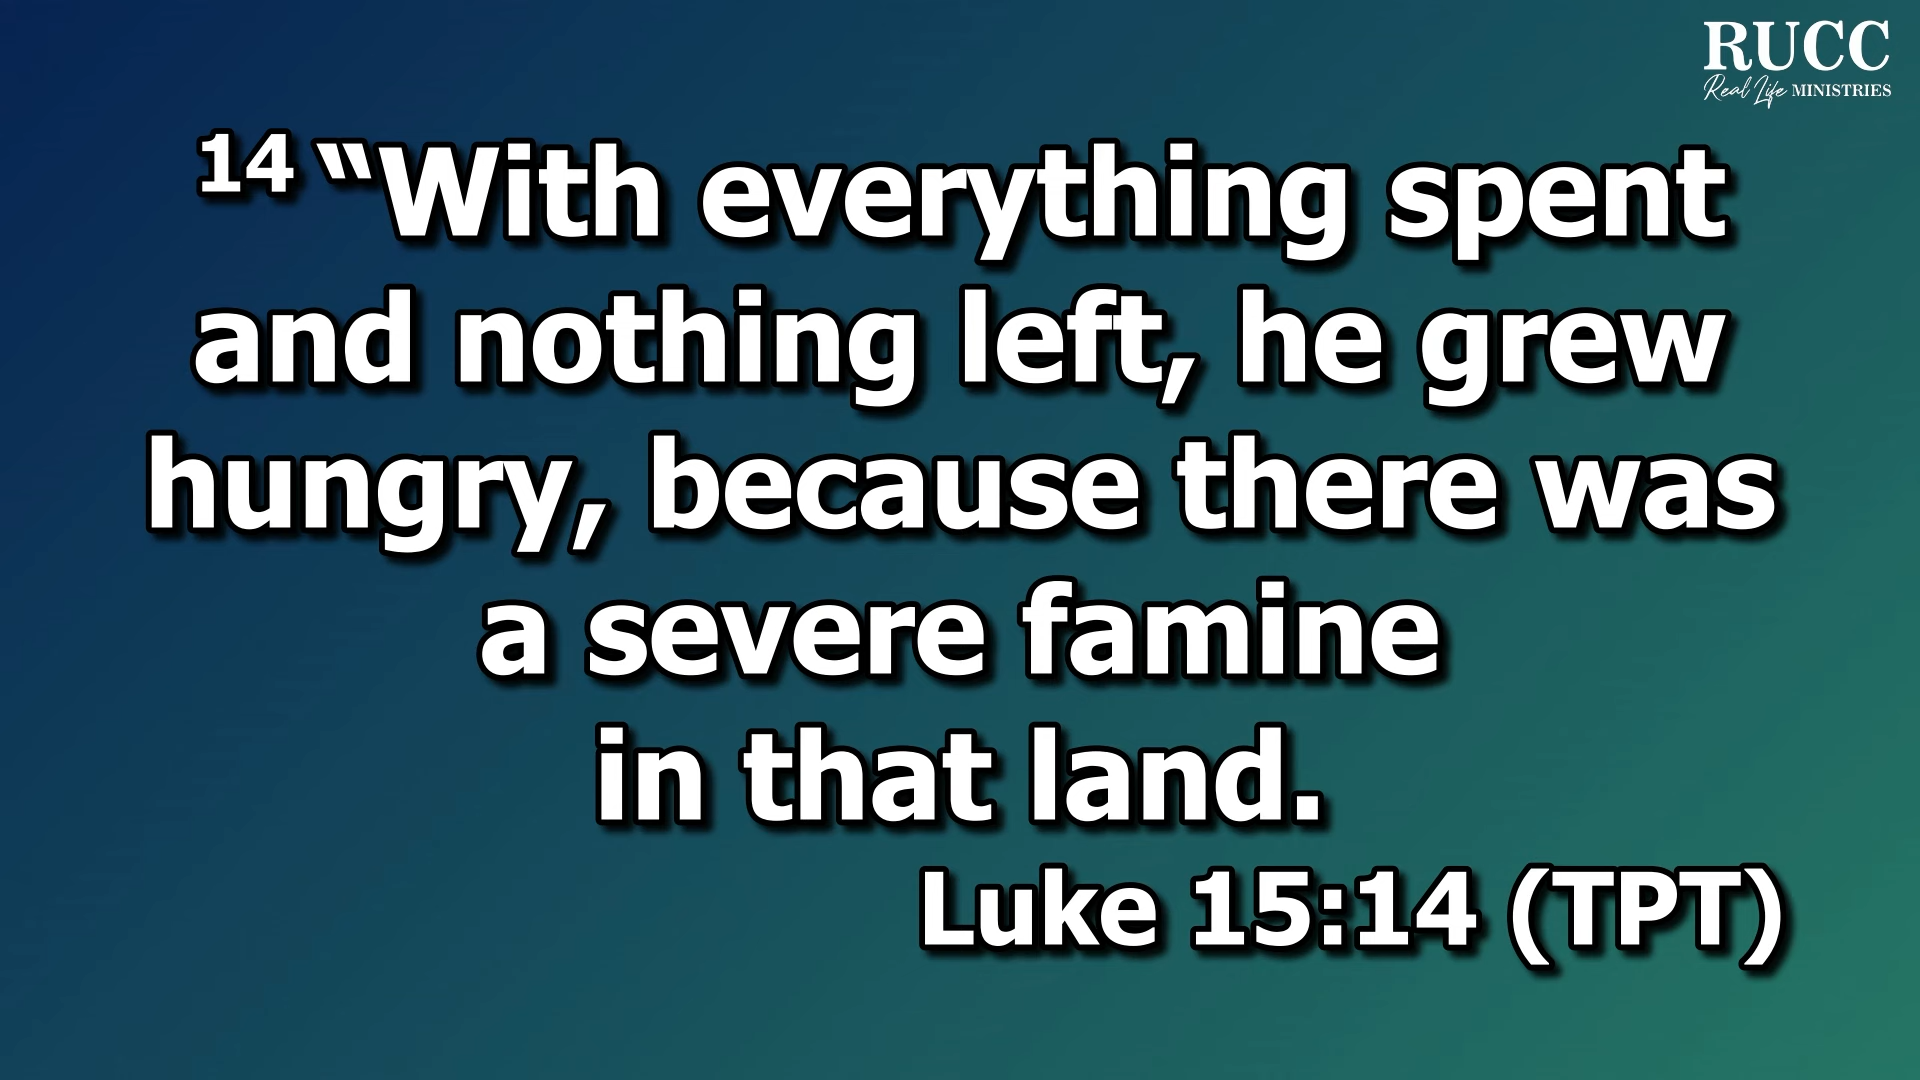 RUCC
Real Life MINISTRIES
14 “With everything spent
and nothing left, he grew
hungry, because there was
a severe famine
in that land.
Luke 15:14 (TPT)